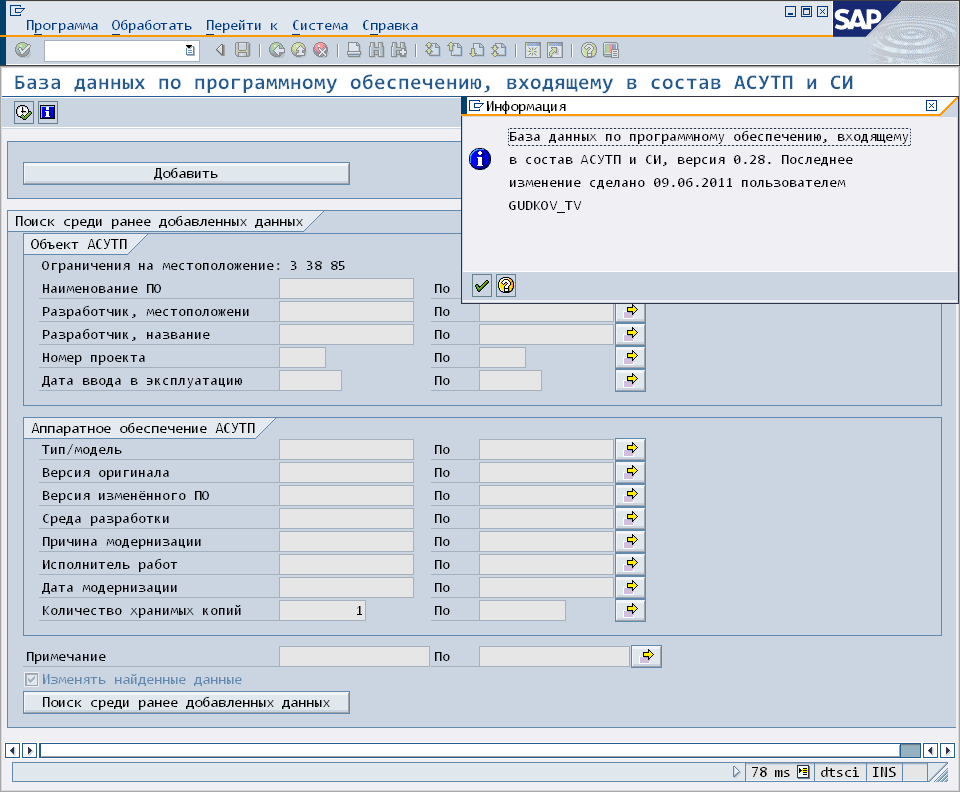 Программа Обработать Перейти к Система Справка
SAP
База данных по программному обеспечению, входящему в состав АСУТП и СИ
Информация
База данных по программному обеспечению, входящему
в состав АСУТП и СИ, версия 0.28. Последнее
изменение сделано 09.06.2011 пользователем
GUDKOV_TV
Добавить
Поиск среди ранее добавленных данных
Объект АСУТП
Ограничения на местоположение: 3 38 85
Наименование ПО По
Разработчик, местоположени По
Разработчик, название По
Номер проекта По
Дата ввода в эксплуатацию По
Аппаратное обеспечение АСУТП
Тип/модель По
Версия оригинала По
Версия изменённого ПО По
Среда разработки По
Причина модернизации По
Исполнитель работ По
Дата модернизации По
Количество хранимых копий 1 По
Примечание По
Изменять найденные данные
Поиск среди ранее добавленных данных
78 ms dtsci INS